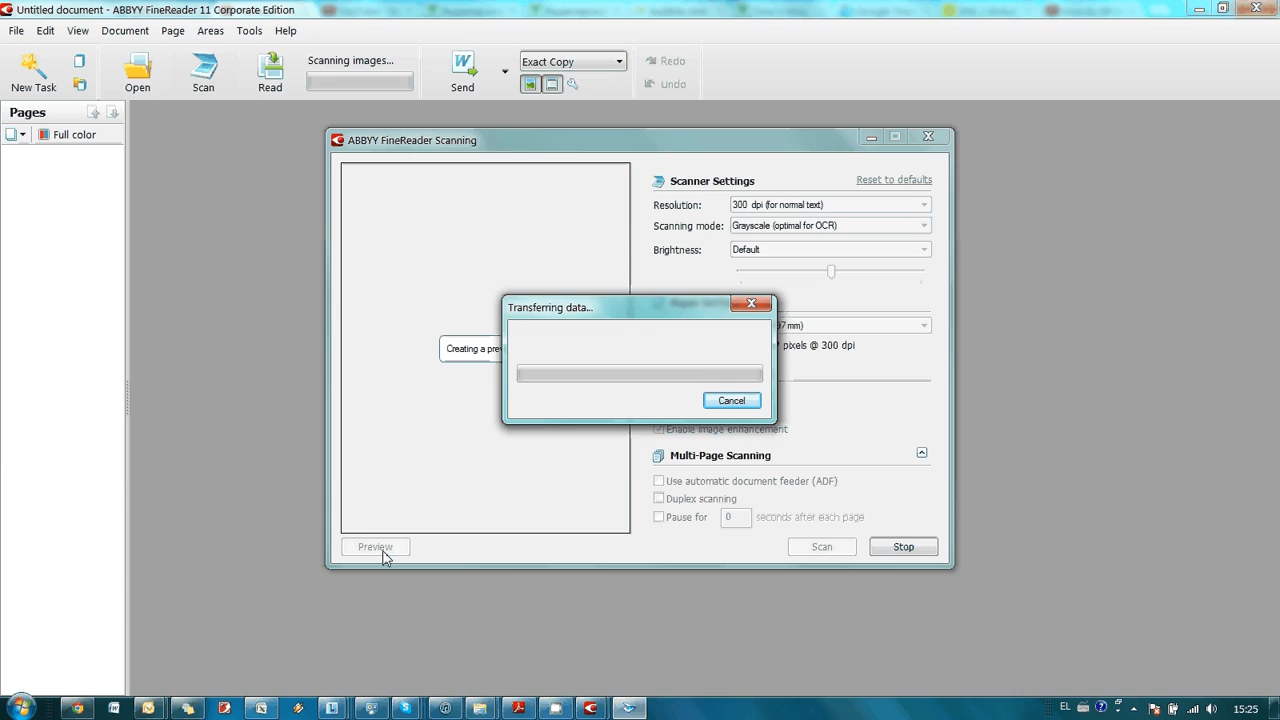 Untitled document - ABBYY FineReader 11 Corporate Edition
File Edit View Document Page Areas Tools Help
New Task
Open
Scan
Read
Scanning images...
Send
Exact Copy
Redo
Undo
Pages
Full color
ABBYY FineReader Scanning
Scanner Settings
Reset to defaults
Resolution: 300 dpi (for normal text)
Scanning mode: Grayscale (optimal for OCR)
Brightness: Default
Transferring data...
mm)
Creating a
pixels @ 300 dpi
Cancel
Enable image enhancement
Multi-Page Scanning
Use automatic document feeder (ADF)
Duplex scanning
Pause for 0 seconds after each page
Preview
Scan
Stop
EL
15:25